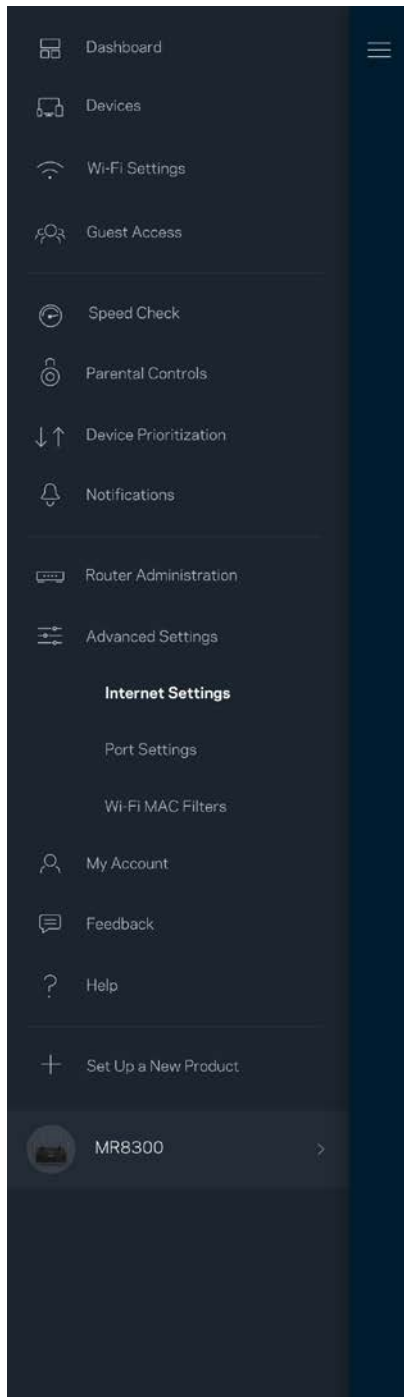 Dashboard
Devices
Wi-Fi Settings
Guest Access
Speed Check
Parental Controls
Device Prioritization
Notifications
Router Administration
Advanced Settings
Internet Settings
Port Settings
Wi-Fi MAC Filters
My Account
Feedback
Help
Set Up a New Product
MR8300